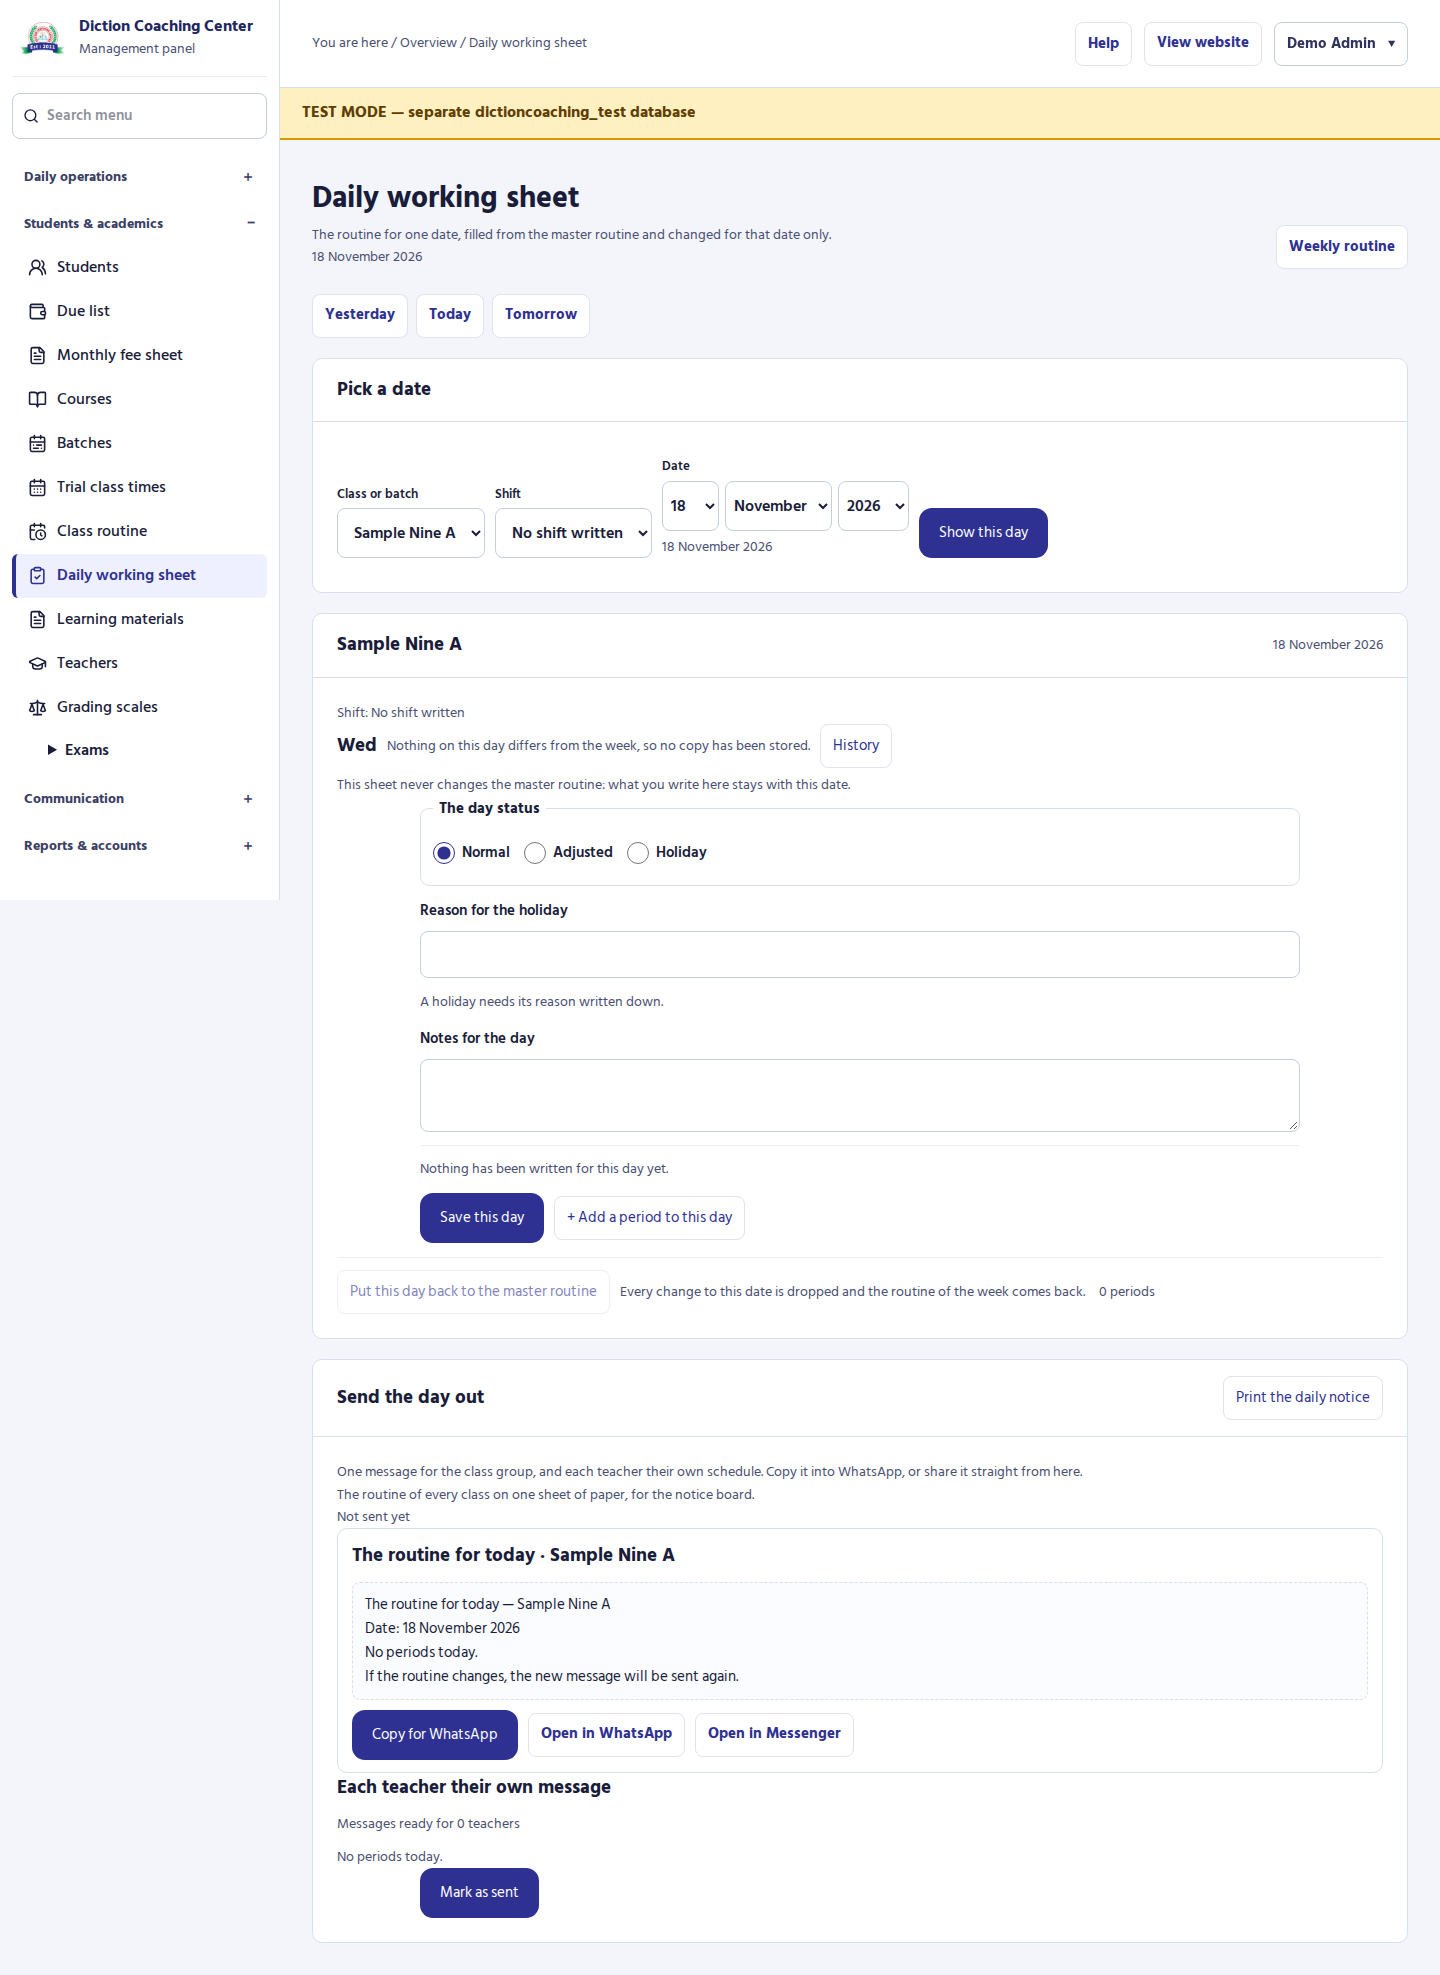 Diction Coaching Center
Management panel
Est : 2011
Search menu
Daily operations +
Students & academics −
Students
Due list
Monthly fee sheet
Courses
Batches
Trial class times
Class routine
Daily working sheet
Learning materials
Teachers
Grading scales
Exams
Communication +
Reports & accounts +
You are here / Overview / Daily working sheet
Help
View website
Demo Admin
TEST MODE — separate dictioncoaching_test database
Daily working sheet
The routine for one date, filled from the master routine and changed for that date only.
18 November 2026
Weekly routine
Yesterday Today Tomorrow
Pick a date
Class or batch
Sample Nine A
Shift
No shift written
Date
18 November 2026
18 November 2026
Show this day
Sample Nine A
18 November 2026
Shift: No shift written
Wed Nothing on this day differs from the week, so no copy has been stored. History
This sheet never changes the master routine: what you write here stays with this date.
The day status
Normal Adjusted Holiday
Reason for the holiday
A holiday needs its reason written down.
Notes for the day
Nothing has been written for this day yet.
Save this day + Add a period to this day
Put this day back to the master routine Every change to this date is dropped and the routine of the week comes back. 0 periods
Send the day out
Print the daily notice
One message for the class group, and each teacher their own schedule. Copy it into WhatsApp, or share it straight from here.
The routine of every class on one sheet of paper, for the notice board.
Not sent yet
The routine for today · Sample Nine A
The routine for today — Sample Nine A
Date: 18 November 2026
No periods today.
If the routine changes, the new message will be sent again.
Copy for WhatsApp Open in WhatsApp Open in Messenger
Each teacher their own message
Messages ready for 0 teachers
No periods today.
Mark as sent